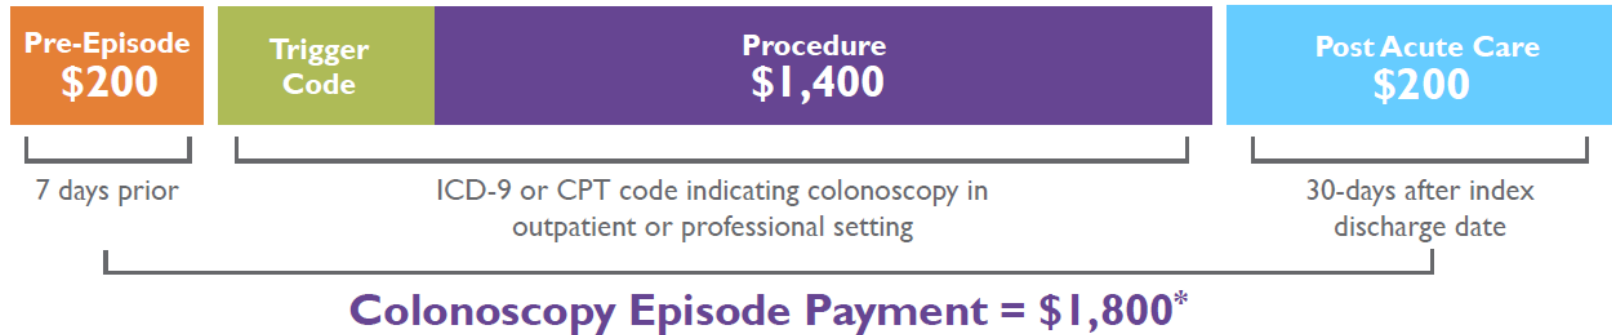 Pre-Episode
$200
Trigger
Code
Procedure
$1,400
Post Acute Care
$200
7 days prior
ICD-9 or CPT code indicating colonoscopy in
outpatient or professional setting
30-days after index
discharge date
Colonoscopy Episode Payment = $1,800*